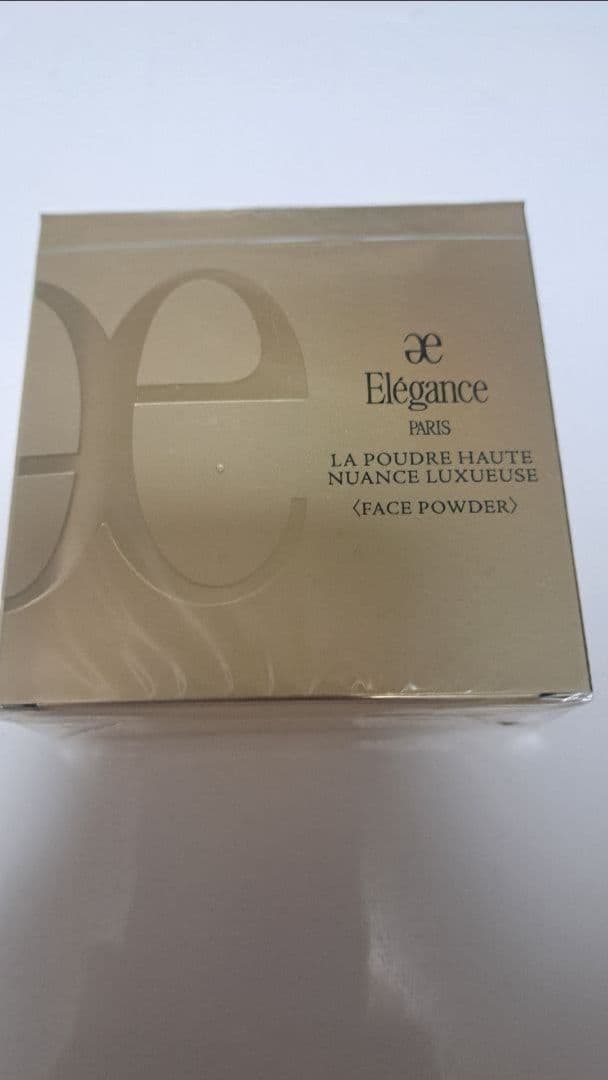 Elégance
PARIS
LA POUDRE HAUTE
NUANCE LUXUEUSE
〈FACE POWDER〉